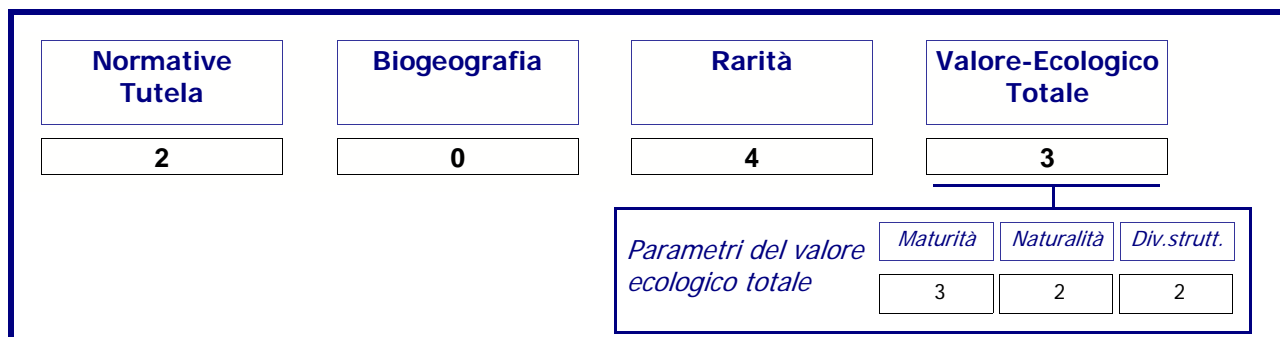 Normative
Tutela
Biogeografia
Rarità
Valore-Ecologico
Totale
2
0
4
3
Parametri del valore
ecologico totale
Maturità
Naturalità
Div.strutt.
3
2
2